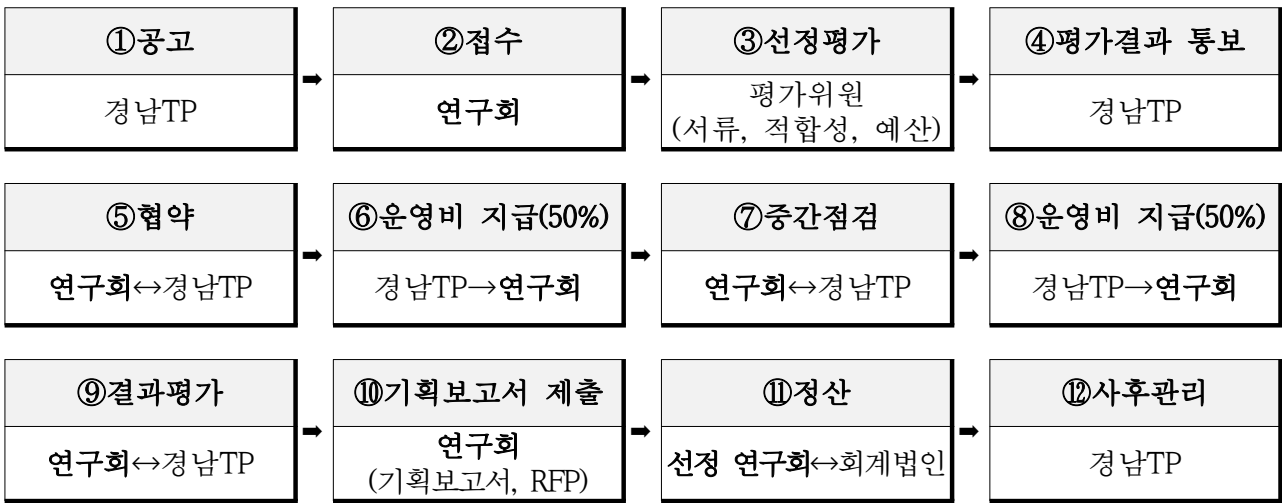 ①공고
경남TP
➡
②접수
연구회
➡
③선정평가
평가위원
(서류, 적합성, 예산)
➡
④평가결과 통보
경남TP
⑤협약
연구회↔경남TP
➡
⑥운영비 지급(50%)
경남TP→연구회
➡
⑦중간점검
연구회↔경남TP
➡
⑧운영비 지급(50%)
경남TP→연구회
⑨결과평가
연구회↔경남TP
➡
⑩기획보고서 제출
연구회
(기획보고서, RFP)
➡
⑪정산
선정 연구회↔회계법인
➡
⑫사후관리
경남TP